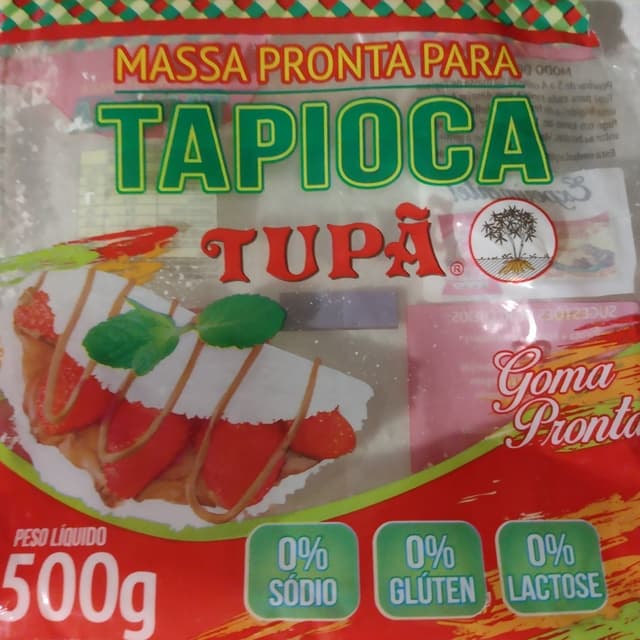 MASSA PRONTA PARA
TAPIOCA
TUPÃ®
Goma
Pronta
PESO LÍQUIDO
500g
0%
SÓDIO
0%
GLÚTEN
0%
LACTOSE